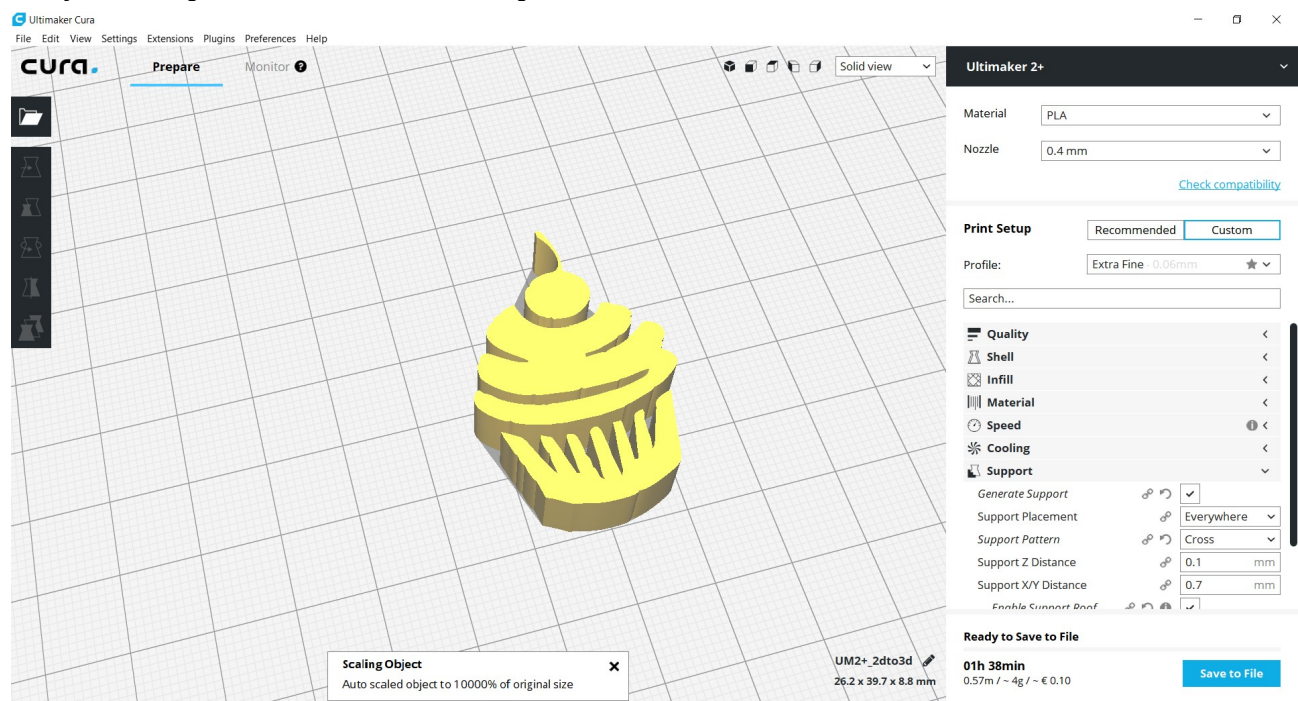 Ultimaker Cura
File Edit View Settings Extensions Plugins Preferences Help
cura.
Prepare
Monitor
Solid view
Ultimaker 2+
Material PLA
Nozzle 0.4 mm
Check compatibility
Print Setup Recommended Custom
Profile: Extra Fine - 0.06mm
Search...
Quality
Shell
Infill
Material
Speed
Cooling
Support
Generate Support
Support Placement Everywhere
Support Pattern Cross
Support Z Distance 0.1 mm
Support X/Y Distance 0.7 mm
Enable Support Roof
Ready to Save to File
01h 38min
0.57m / ~ 4g / ~ € 0.10
Save to File
UM2+_2dto3d
26.2 x 39.7 x 8.8 mm
Scaling Object
Auto scaled object to 10000% of original size